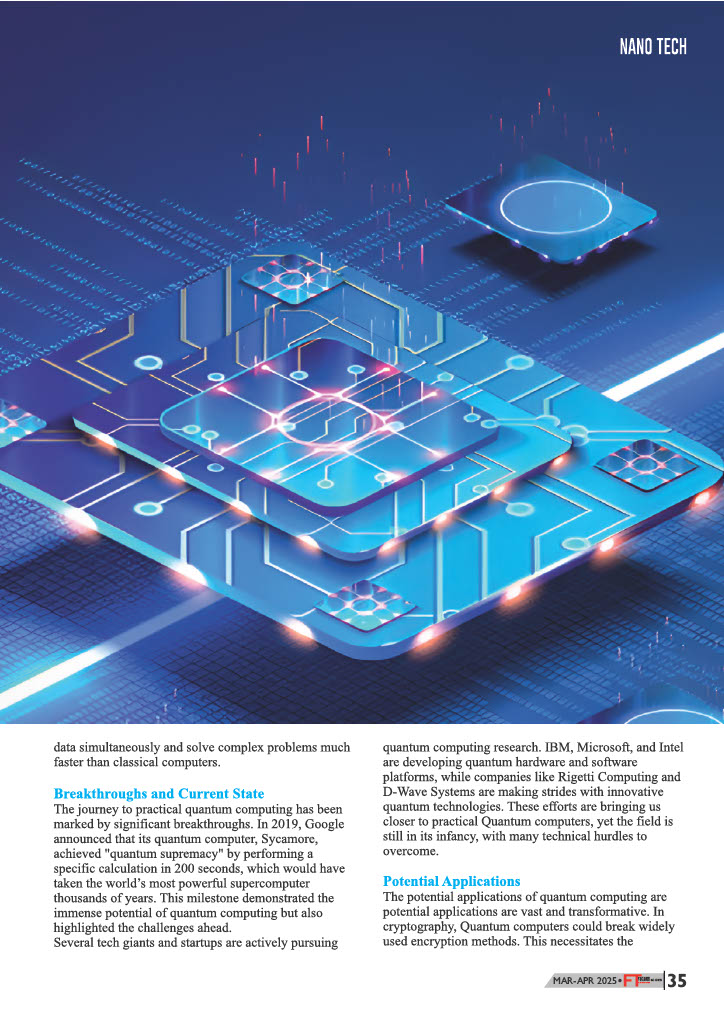 NANO TECH
data simultaneously and solve complex problems much
faster than classical computers.
Breakthroughs and Current State
The journey to practical quantum computing has been
marked by significant breakthroughs. In 2019, Google
announced that its quantum computer, Sycamore,
achieved "quantum supremacy" by performing a
specific calculation in 200 seconds, which would have
taken the world's most powerful supercomputer
thousands of years. This milestone demonstrated the
immense potential of quantum computing but also
highlighted the challenges ahead.
Several tech giants and startups are actively pursuing
quantum computing research. IBM, Microsoft, and Intel
are developing quantum hardware and software
platforms, while companies like Rigetti Computing and
D-Wave Systems are making strides with innovative
quantum technologies. These efforts are bringing us
closer to practical Quantum computers, yet the field is
still in its infancy, with many technical hurdles to
overcome.
Potential Applications
The potential applications of quantum computing are
potential applications are vast and transformative. In
cryptography, Quantum computers could break widely
used encryption methods. This necessitates the
MAR-APR 2025• FT 35